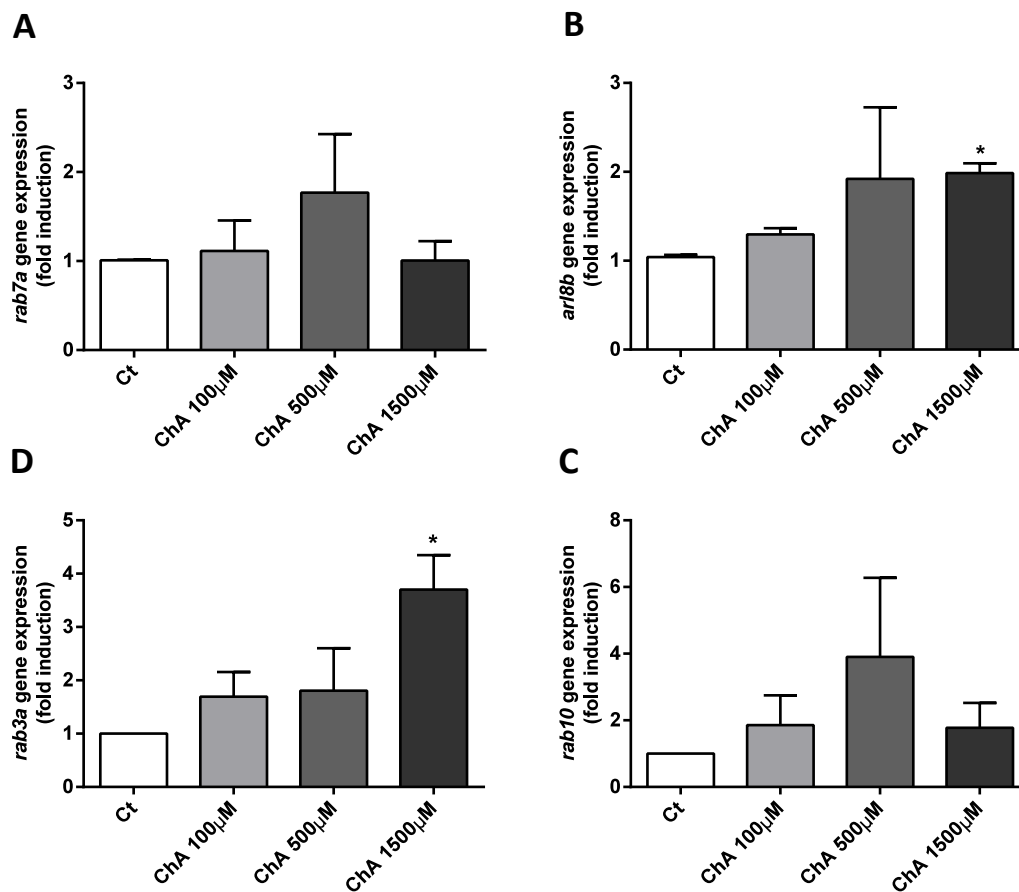 A
rab7a gene expression
(fold induction)
3
2
1
0
Ct
ChA 100μM
ChA 500μM
ChA 1500μM
B
arl8b gene expression
(fold induction)
3
2
1
0
*
Ct
ChA 100μM
ChA 500μM
ChA 1500μM
D
rab3a gene expression
(fold induction)
5
4
3
2
1
0
*
Ct
ChA 100μM
ChA 500μM
ChA 1500μM
C
rab10 gene expression
(fold induction)
8
6
4
2
0
Ct
ChA 100μM
ChA 500μM
ChA 1500μM